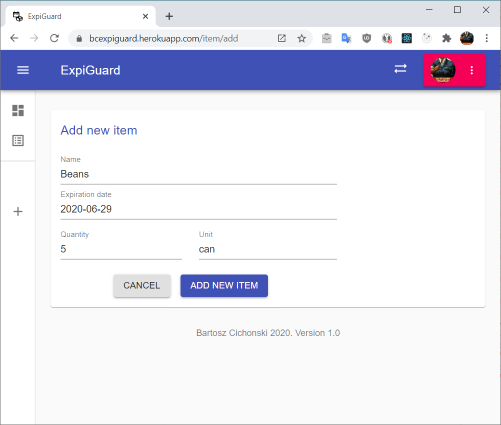 ExpiGuard
bcexpiguard.herokuapp.com/item/add
ExpiGuard
Add new item
Name
Beans
Expiration date
2020-06-29
Quantity Unit
5 can
CANCEL ADD NEW ITEM
Bartosz Cichonski 2020. Version 1.0